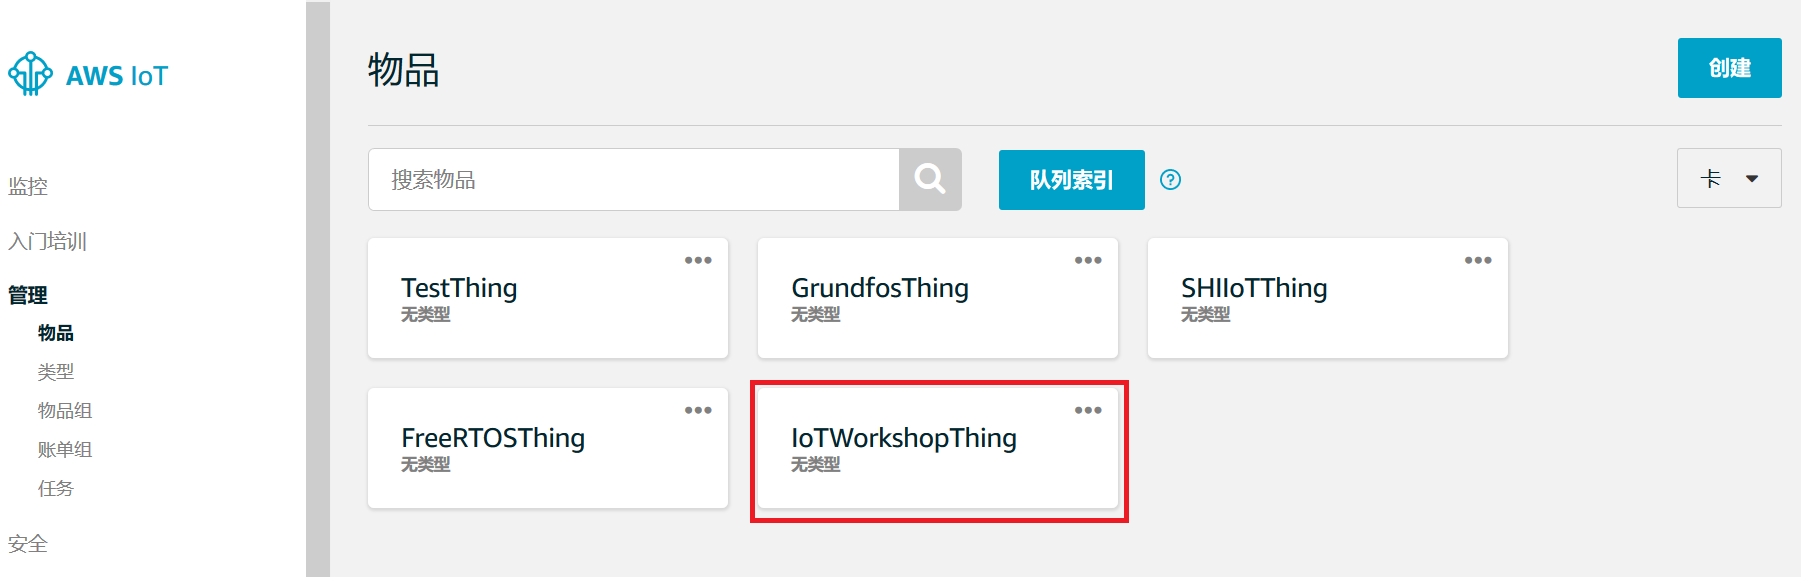 AWS IoT
监控
入门培训
管理
物品
类型
物品组
账单组
任务
安全
物品
创建
搜索物品
队列索引
?
卡
TestThing
无类型
GrundfosThing
无类型
SHIIoTThing
无类型
FreeRTOSThing
无类型
IoTWorkshopThing
无类型